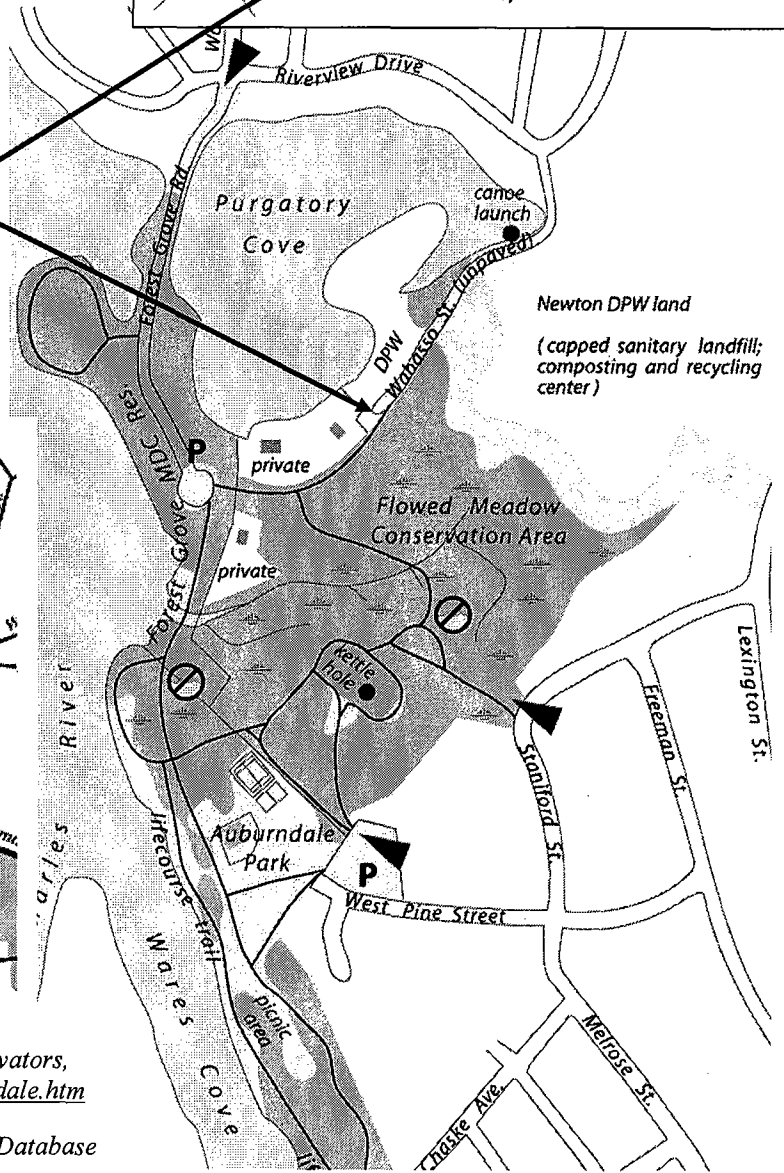 Wo
Riverview Drive
Forest Grove Rd
Purgatory
Cove
canoe
launch
Wabasso St. (unpaved)
DPW
Newton DPW land
(capped sanitary landfill;
composting and recycling
center)
MDC Res.
P
private
Flowed Meadow
Conservation Area
private
Forest Grove
kettle
hole
River
arles
Lexington St.
Freeman St.
Staniford St.
Auburndale
Park
P
West Pine Street
lifecourse trail
Wares Cove
picnic
area
Melrose St.
Chaske Ave.
vators,
dale.htm
Database